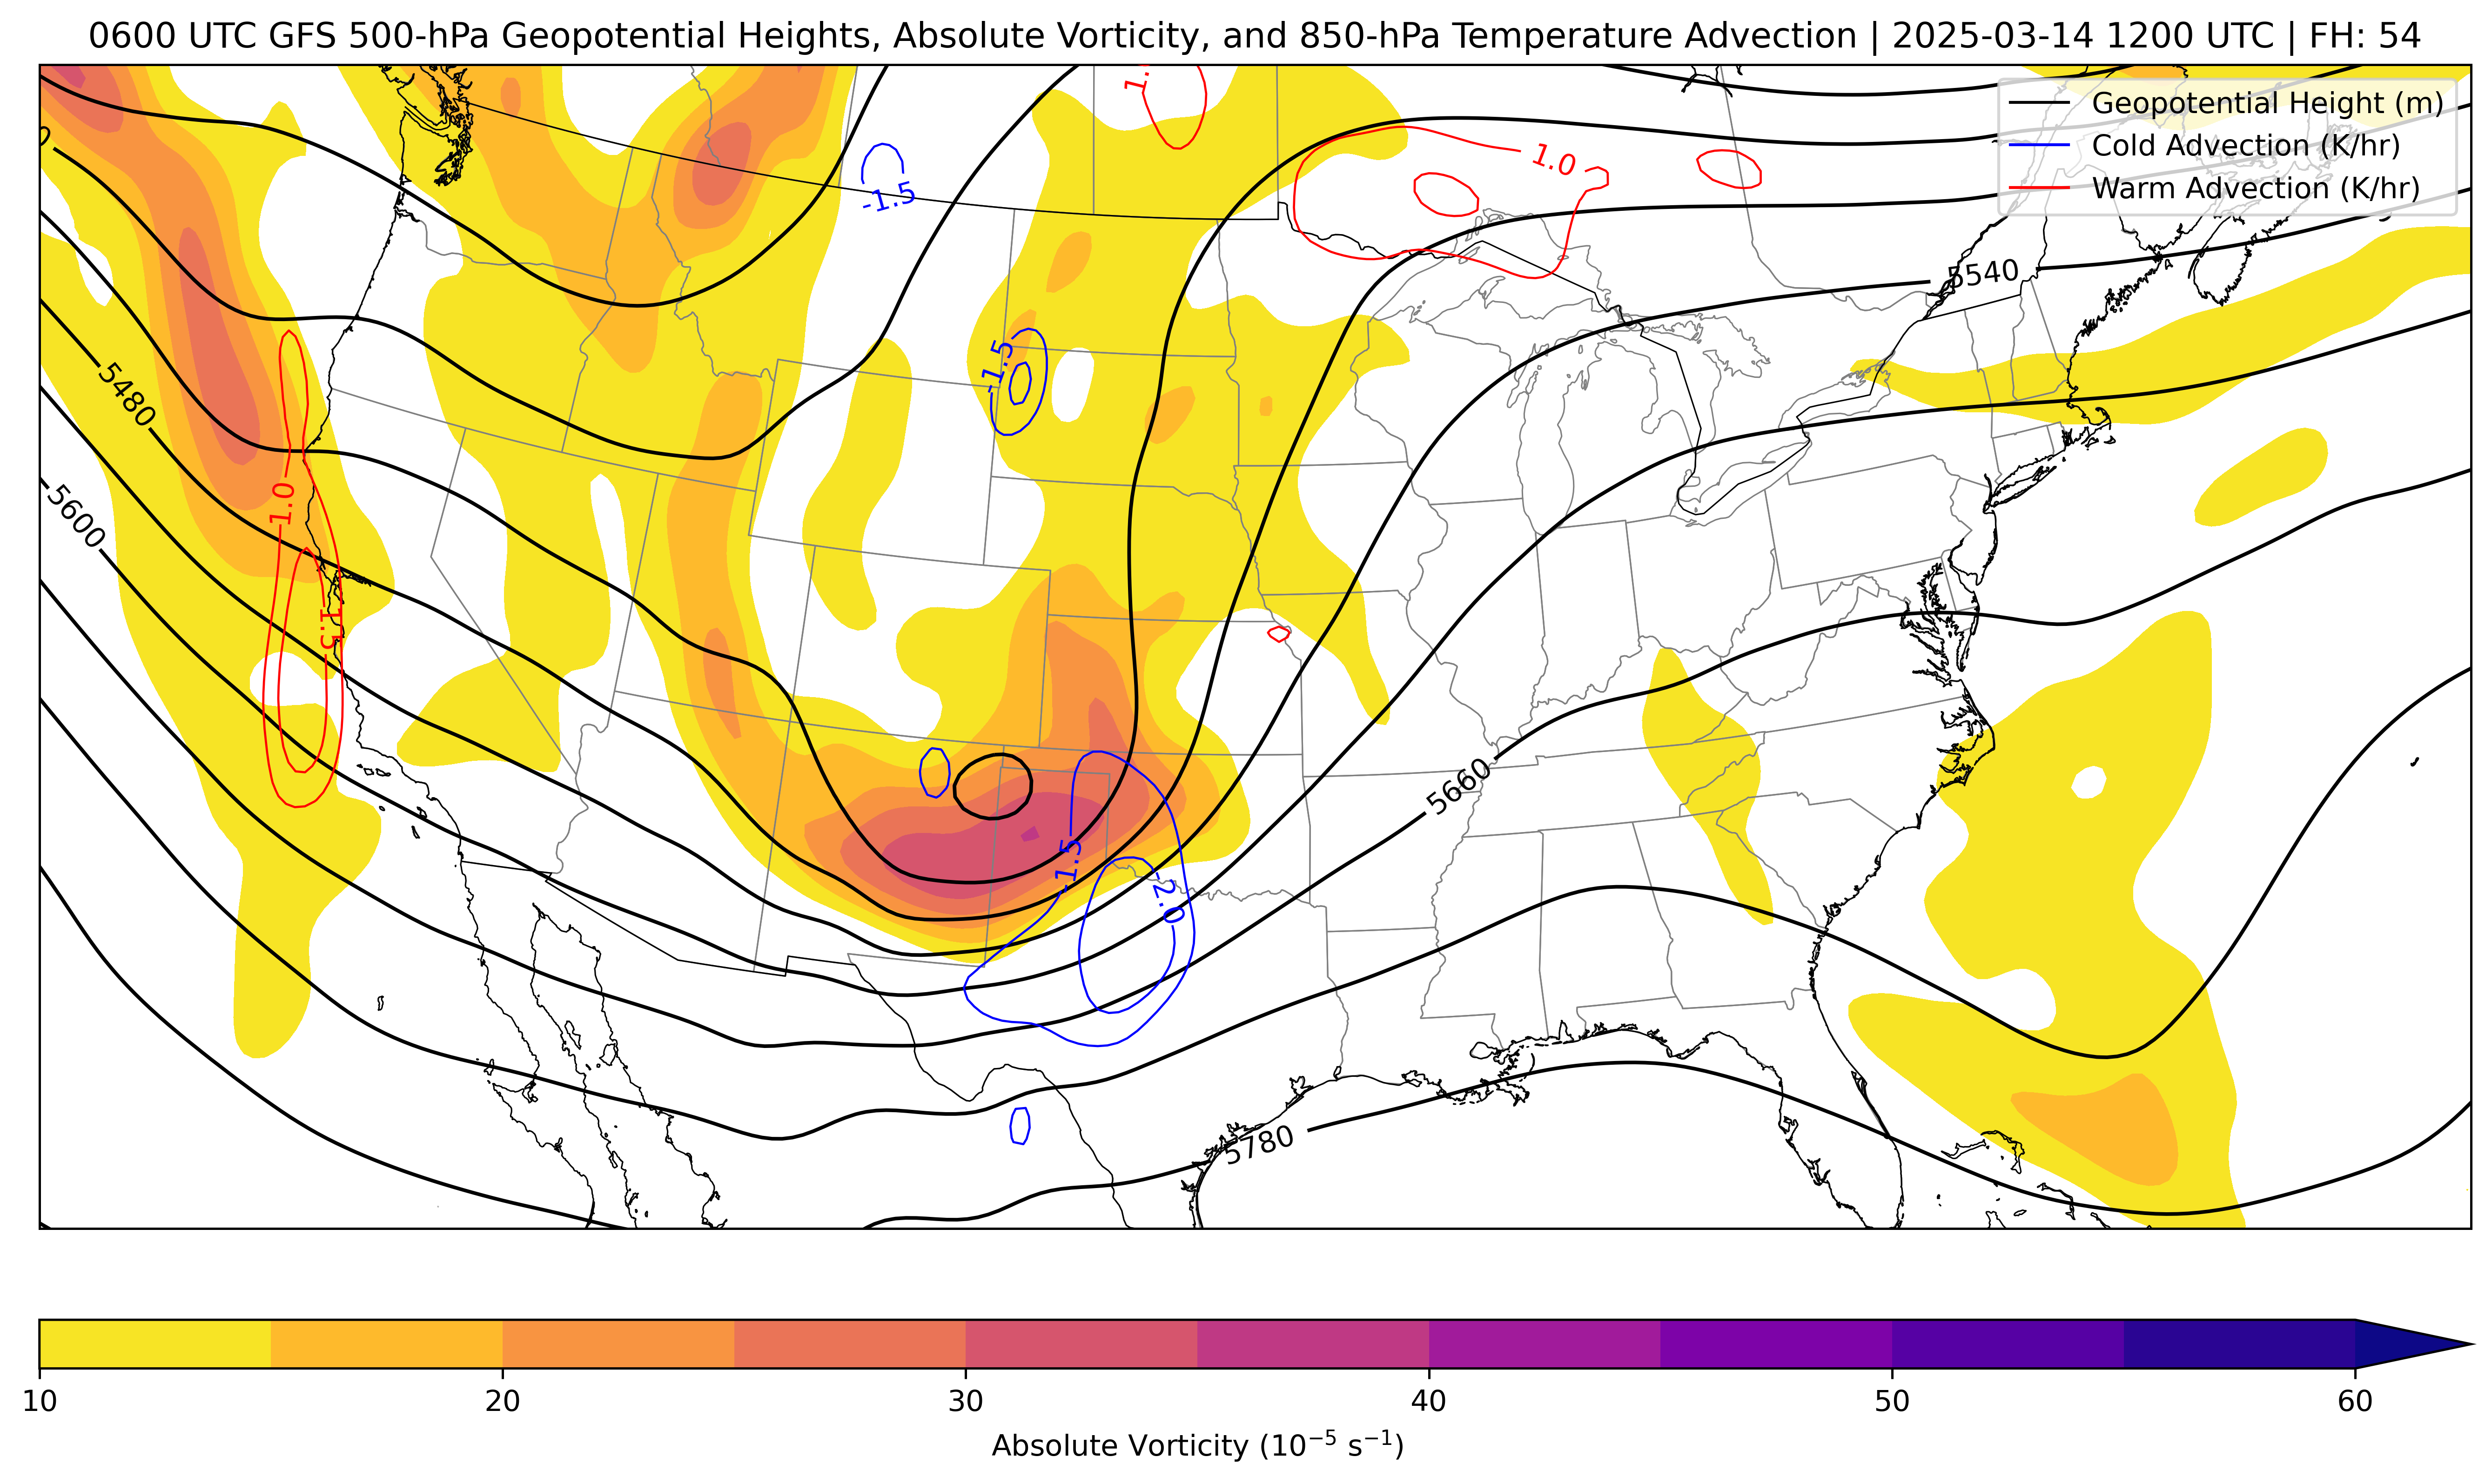 0600 UTC GFS 500-hPa Geopotential Heights, Absolute Vorticity, and 850-hPa Temperature Advection | 2025-03-14 1200 UTC | FH: 54
Geopotential Height (m)
Cold Advection (K/hr)
Warm Advection (K/hr)
1.0
-1.5
5540
-1.5
5480
1.0
5600
1.5
5660
-1.5
-2.0
5780
10 20 30 40 50 60
Absolute Vorticity (10⁻⁵ s⁻¹)